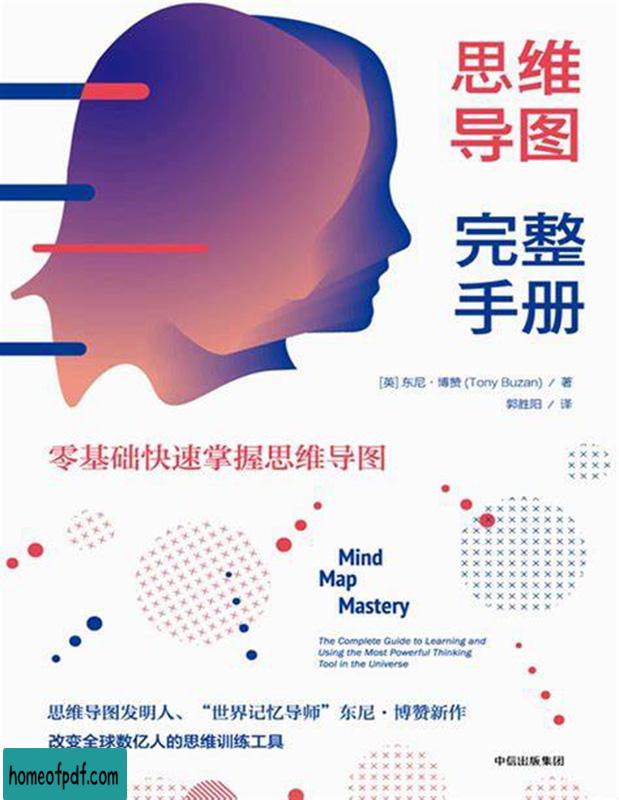 思维
导图
完整
手册
[英] 东尼·博赞 (Tony Buzan) / 著
郭胜阳 / 译
零基础快速掌握思维导图
Mind
Map
Mastery
The Complete Guide to Learning and
Using the Most Powerful Thinking
Tool in the Universe
思维导图发明人、“世界记忆导师”东尼·博赞新作
改变全球数亿人的思维训练工具
中信出版集团
homeofpdf.com